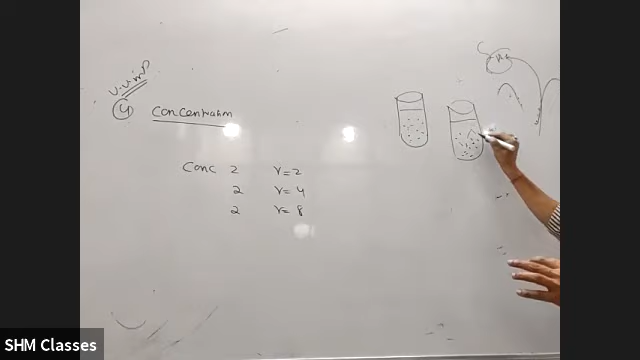 V.V.imp
4 Concentration
Conc 2 r=2
2 r=4
2 r=8
SHM Classes